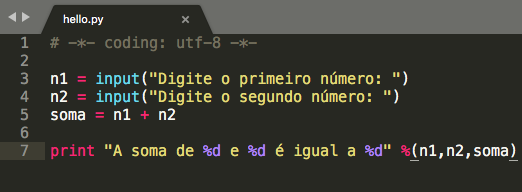 hello.py
1 # -*- coding: utf-8 -*-
2
3 n1 = input("Digite o primeiro número: ")
4 n2 = input("Digite o segundo número: ")
5 soma = n1 + n2
6
7 print "A soma de %d e %d é igual a %d" %(n1,n2,soma)